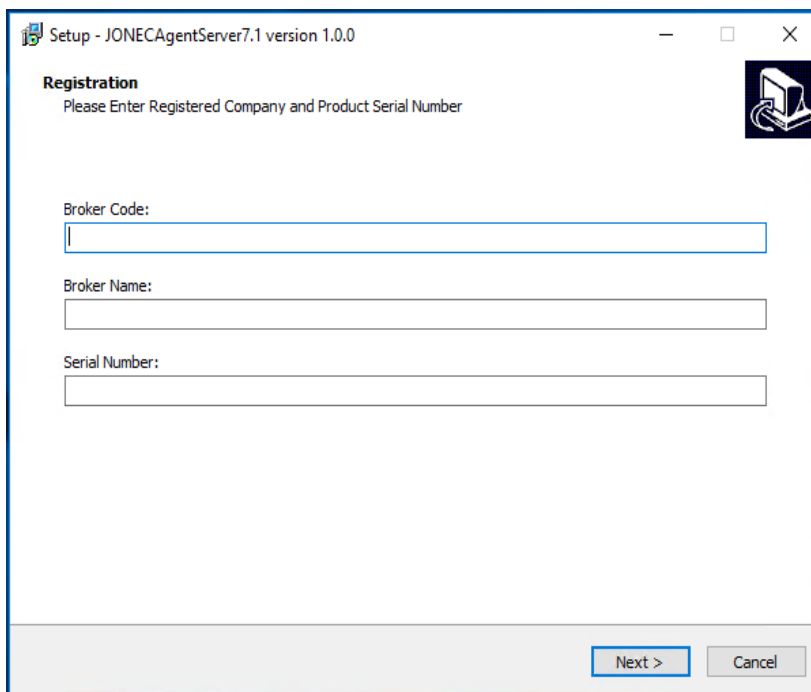 Setup - JONECAgentServer7.1 version 1.0.0
Registration
Please Enter Registered Company and Product Serial Number
Broker Code:
Broker Name:
Serial Number:
Next >
Cancel